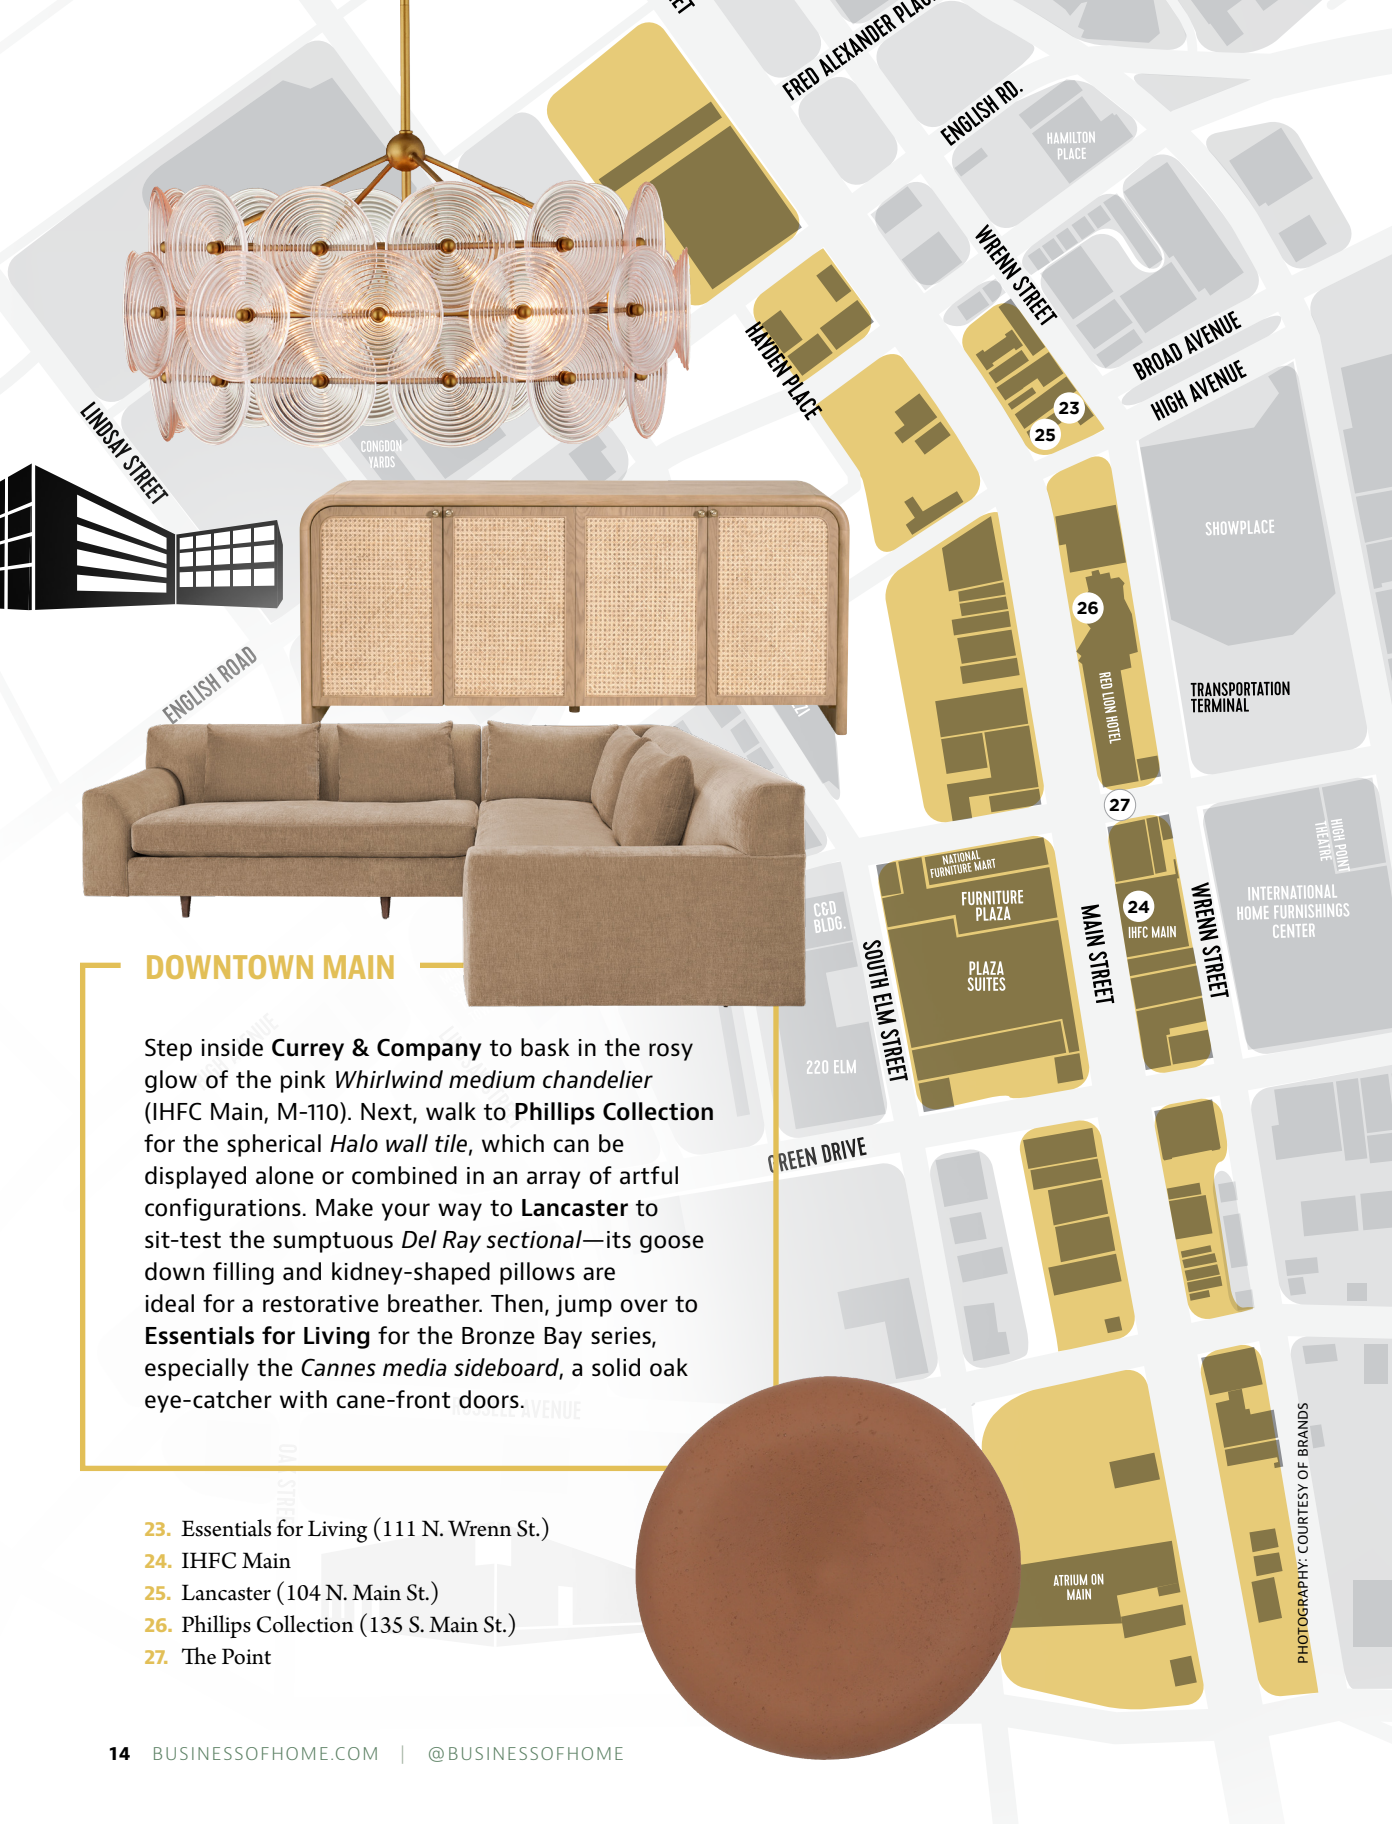 FRED ALEXANDER PLACE
ENGLISH RD.
HAMILTON
PLACE
WRENN STREET
BROAD AVENUE
HIGH AVENUE
HAYDEN PLACE
23
25
LINDSAY STREET
CONGDON
YARDS
SHOWPLACE
26
ENGLISH ROAD
RED LION HOTEL
TRANSPORTATION
TERMINAL
27
HIGH POINT
THEATRE
NATIONAL
FURNITURE MART
FURNITURE
PLAZA
C&D
BLDG.
24
IHFC MAIN
INTERNATIONAL
HOME FURNISHINGS
CENTER
MAIN STREET
WRENN STREET
SOUTH ELM STREET
PLAZA
SUITES
220 ELM
GREEN DRIVE
DOWNTOWN MAIN
Step inside Currey & Company to bask in the rosy
glow of the pink Whirlwind medium chandelier
(IHFC Main, M-110). Next, walk to Phillips Collection
for the spherical Halo wall tile, which can be
displayed alone or combined in an array of artful
configurations. Make your way to Lancaster to
sit-test the sumptuous Del Ray sectional—its goose
down filling and kidney-shaped pillows are
ideal for a restorative breather. Then, jump over to
Essentials for Living for the Bronze Bay series,
especially the Cannes media sideboard, a solid oak
eye-catcher with cane-front doors.
RUSSELL AVENUE
ATRIUM ON
MAIN
23. Essentials for Living (111 N. Wrenn St.)
24. IHFC Main
25. Lancaster (104 N. Main St.)
26. Phillips Collection (135 S. Main St.)
27. The Point
PHOTOGRAPHY: COURTESY OF BRANDS
14 BUSINESSOFHOME.COM | @BUSINESSOFHOME